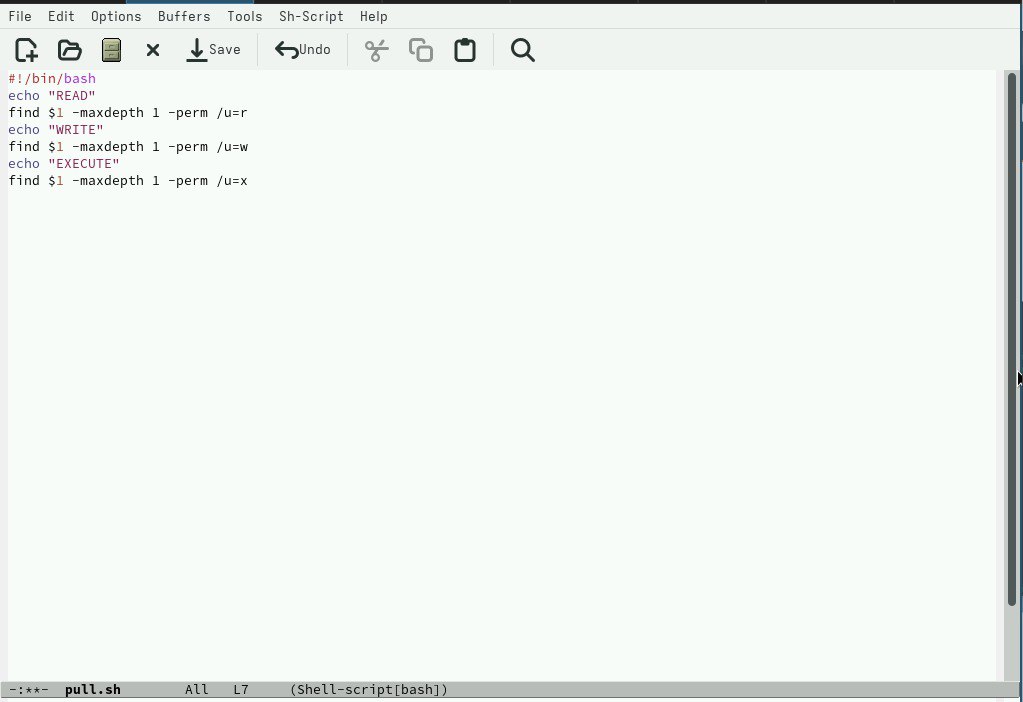 File Edit Options Buffers Tools Sh-Script Help
Save Undo
#!/bin/bash
echo "READ"
find $1 -maxdepth 1 -perm /u=r
echo "WRITE"
find $1 -maxdepth 1 -perm /u=w
echo "EXECUTE"
find $1 -maxdepth 1 -perm /u=x
-:**- pull.sh All L7 (Shell-script[bash])